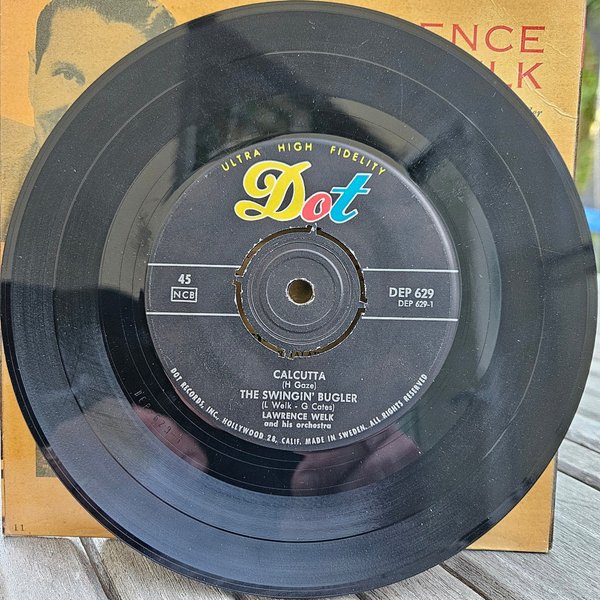 ENCE
LK
ULTRA HIGH FIDELITY
Dot
45
NCB
DEP 629
DEP 629-1
CALCUTTA
(H Gaze)
THE SWINGIN' BUGLER
(L Welk - G Cates)
LAWRENCE WELK
and his orchestra
DOT RECORDS, INC. HOLLYWOOD 28, CALIF. MADE IN SWEDEN. ALL RIGHTS RESERVED
11